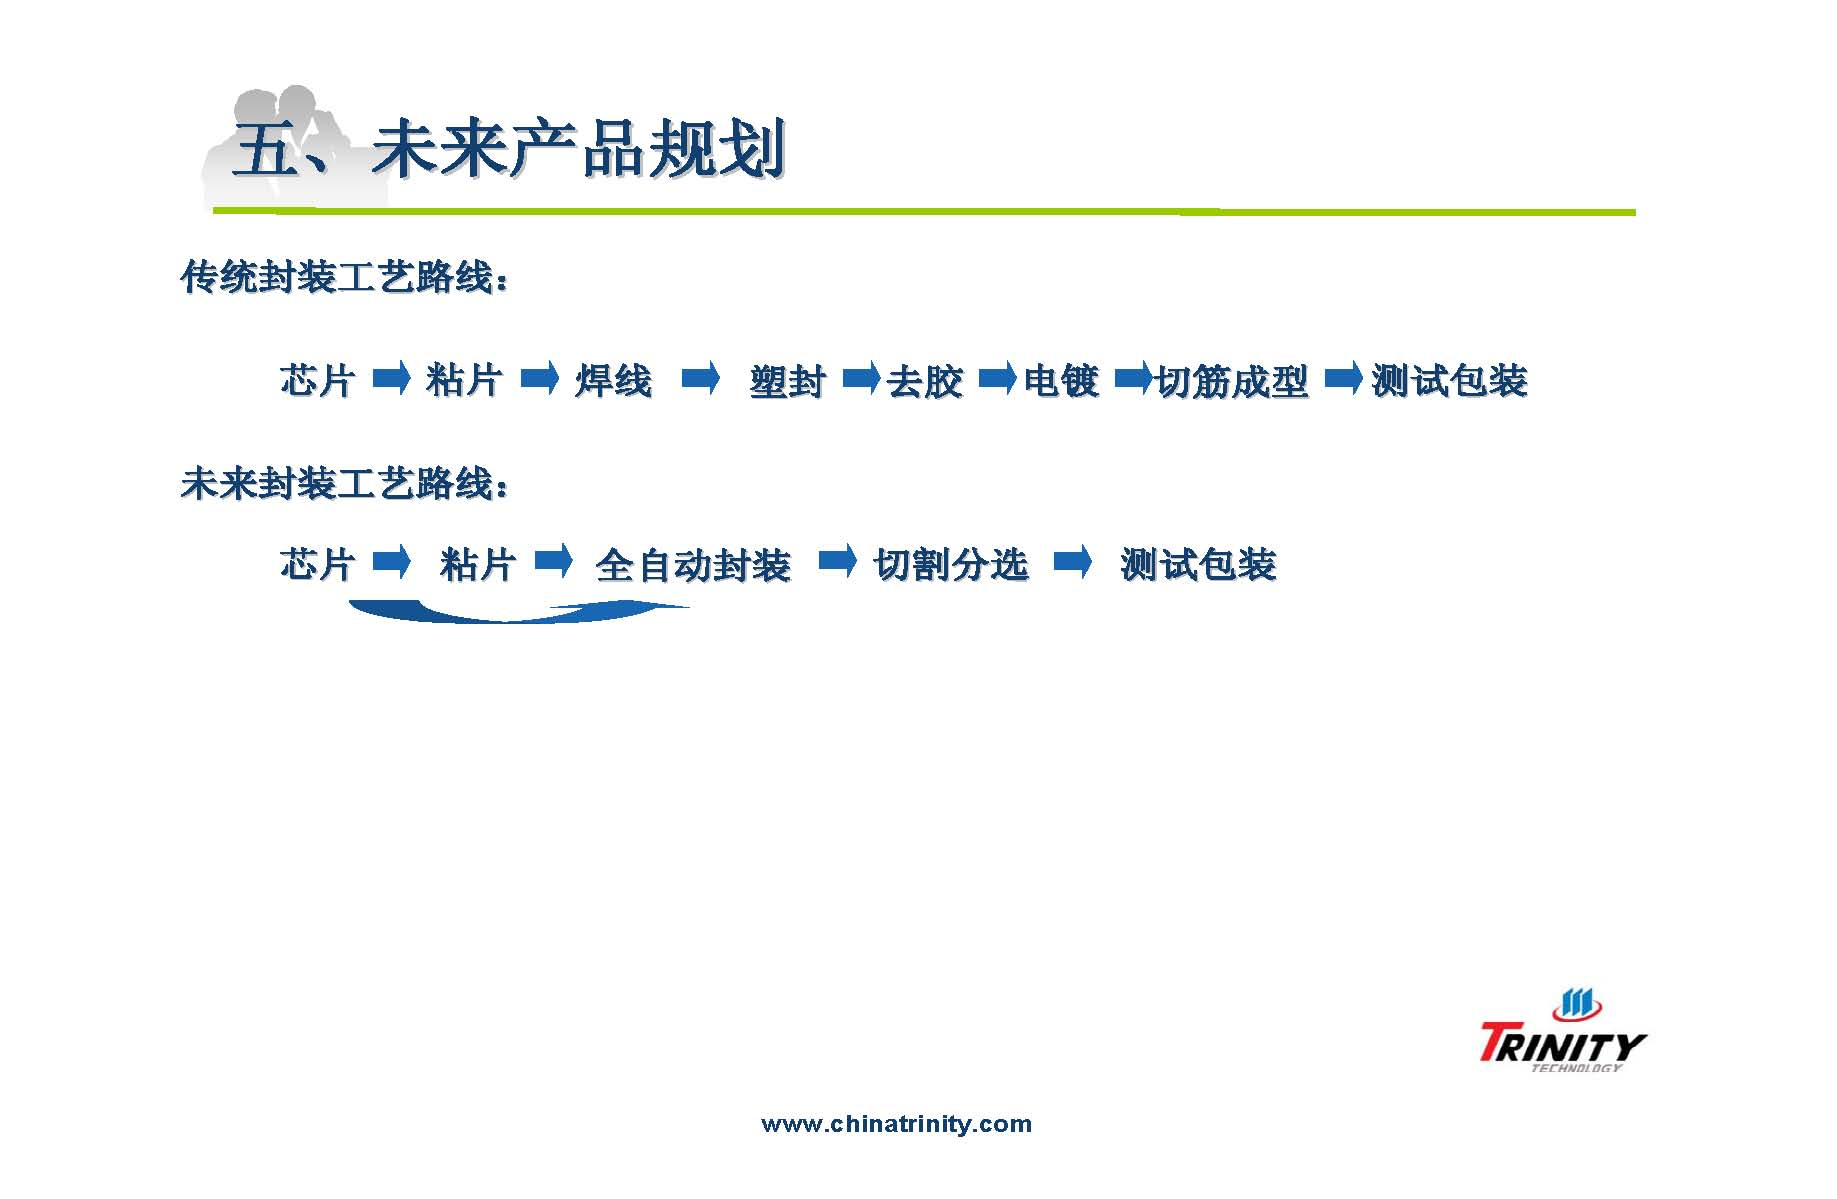 五、未来产品规划
传统封装工艺路线：
芯片 粘片 焊线 塑封 去胶 电镀 切筋成型 测试包装
未来封装工艺路线：
芯片 粘片 全自动封装 切割分选 测试包装
TRINITY
TECHNOLOGY
www.chinatrinity.com